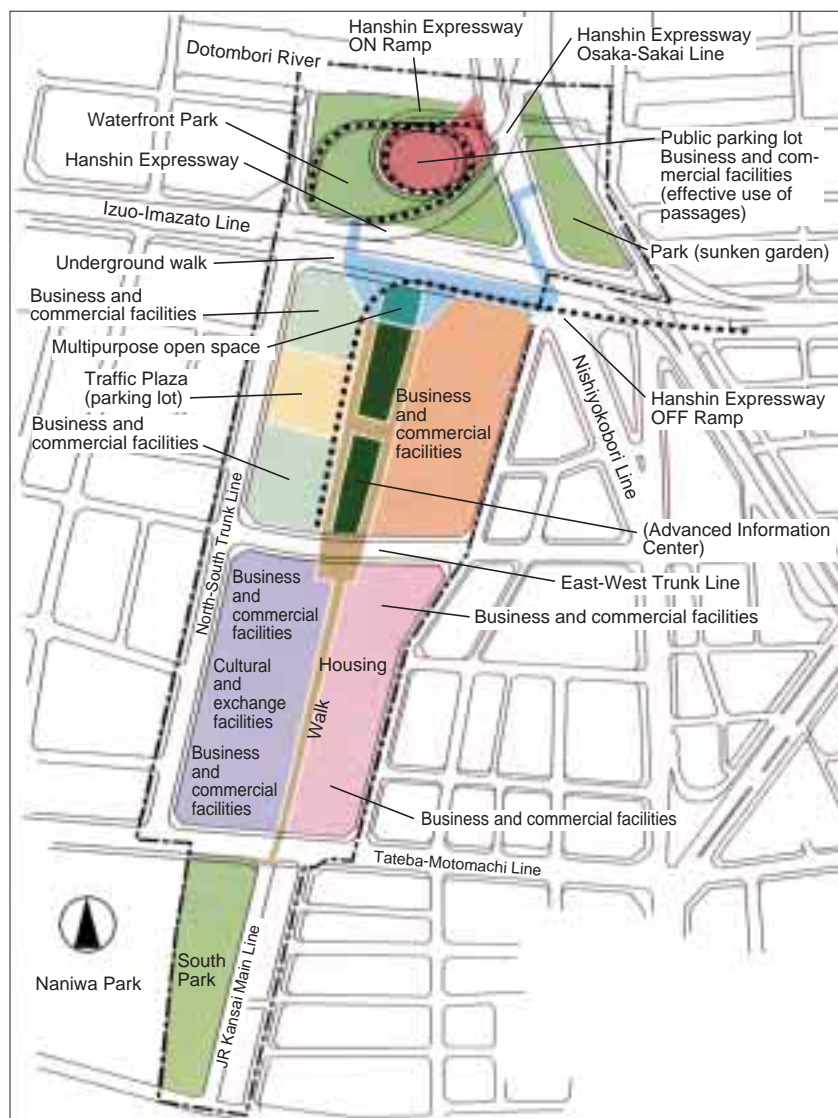 Hanshin Expressway
ON Ramp
Hanshin Expressway
Osaka-Sakai Line
Dotombori River
Waterfront Park
Hanshin Expressway
Public parking lot
Business and com-
mercial facilities
(effective use of
passages)
Izuo-Imazato Line
Park (sunken garden)
Underground walk
Business and
commercial facilities
Multipurpose open space
Traffic Plaza
(parking lot)
Business and
commercial facilities
Business
and
commercial
facilities
Nishiyokobori Line
Hanshin Expressway
OFF Ramp
North-South Trunk Line
(Advanced Information
Center)
East-West Trunk Line
Business
and
commercial
facilities
Business and commercial facilities
Housing
Cultural
and
exchange
facilities
Walk
Business
and
commercial
facilities
Business and commercial facilities
Tateba-Motomachi Line
South
Park
Naniwa Park
JR Kansai Main Line